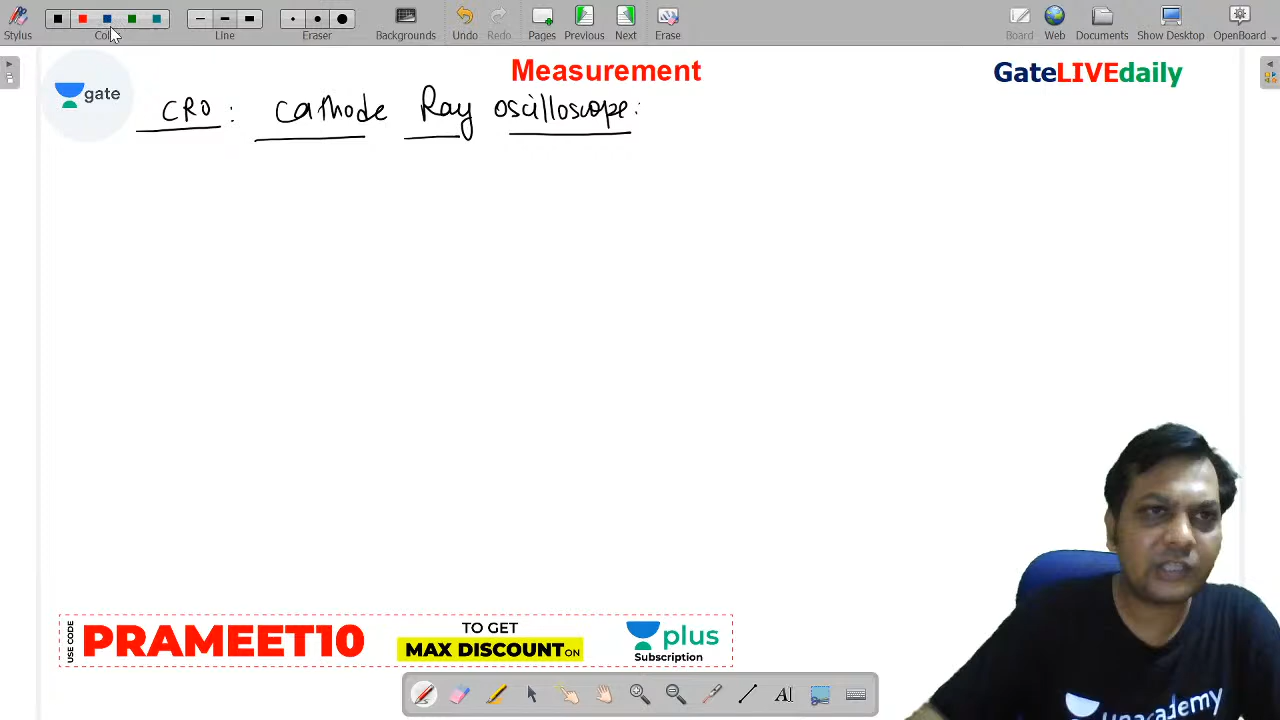 Stylus Color Line Eraser Backgrounds Undo Redo Pages Previous Next Erase Board Web Documents Show Desktop OpenBoard
Measurement
GateLIVEdaily
gate
CRO : Cathode Ray oscilloscope:
USE CODE
PRAMEET10
TO GET
MAX DISCOUNT ON
plus
Subscription
unacademy